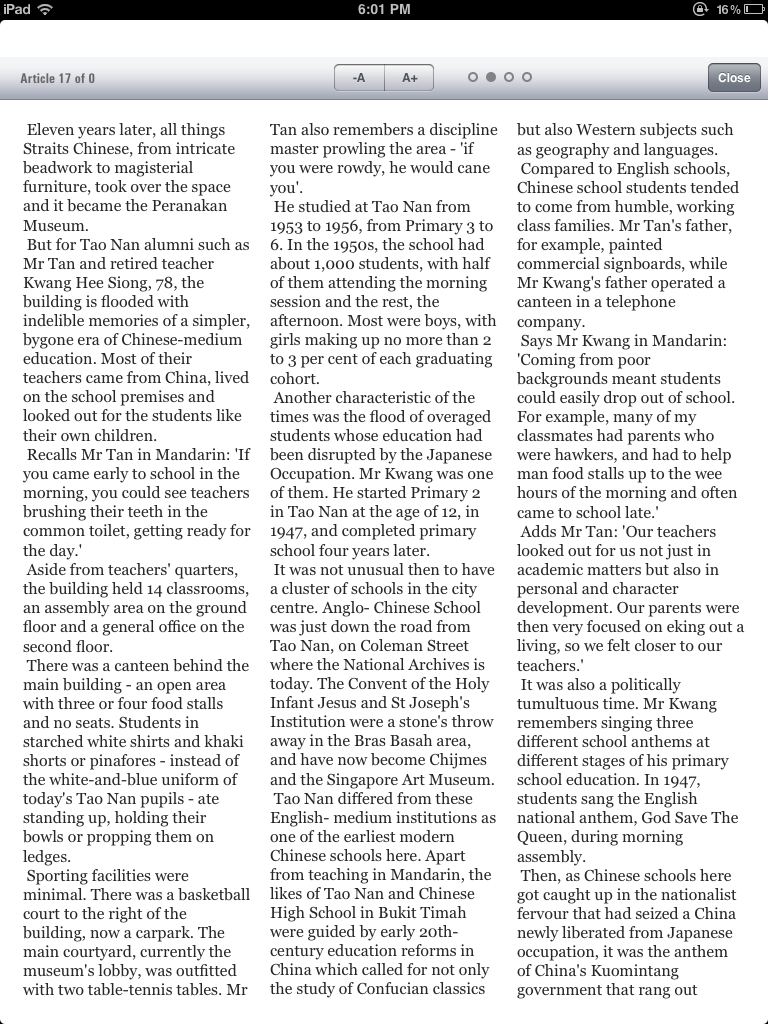 iPad 6:01 PM 16%
Article 17 of 0 -A A+ Close
Eleven years later, all things
Straits Chinese, from intricate
beadwork to magisterial
furniture, took over the space
and it became the Peranakan
Museum.
But for Tao Nan alumni such as
Mr Tan and retired teacher
Kwang Hee Siong, 78, the
building is flooded with
indelible memories of a simpler,
bygone era of Chinese-medium
education. Most of their
teachers came from China, lived
on the school premises and
looked out for the students like
their own children.
Recalls Mr Tan in Mandarin: 'If
you came early to school in the
morning, you could see teachers
brushing their teeth in the
common toilet, getting ready for
the day.'
Aside from teachers' quarters,
the building held 14 classrooms,
an assembly area on the ground
floor and a general office on the
second floor.
There was a canteen behind the
main building - an open area
with three or four food stalls
and no seats. Students in
starched white shirts and khaki
shorts or pinafores - instead of
the white-and-blue uniform of
today's Tao Nan pupils - ate
standing up, holding their
bowls or propping them on
ledges.
Sporting facilities were
minimal. There was a basketball
court to the right of the
building, now a carpark. The
main courtyard, currently the
museum's lobby, was outfitted
with two table-tennis tables. Mr
Tan also remembers a discipline
master prowling the area - 'if
you were rowdy, he would cane
you'.
He studied at Tao Nan from
1953 to 1956, from Primary 3 to
6. In the 1950s, the school had
about 1,000 students, with half
of them attending the morning
session and the rest, the
afternoon. Most were boys, with
girls making up no more than 2
to 3 per cent of each graduating
cohort.
Another characteristic of the
times was the flood of overaged
students whose education had
been disrupted by the Japanese
Occupation. Mr Kwang was one
of them. He started Primary 2
in Tao Nan at the age of 12, in
1947, and completed primary
school four years later.
It was not unusual then to have
a cluster of schools in the city
centre. Anglo- Chinese School
was just down the road from
Tao Nan, on Coleman Street
where the National Archives is
today. The Convent of the Holy
Infant Jesus and St Joseph's
Institution were a stone's throw
away in the Bras Basah area,
and have now become Chijmes
and the Singapore Art Museum.
Tao Nan differed from these
English- medium institutions as
one of the earliest modern
Chinese schools here. Apart
from teaching in Mandarin, the
likes of Tao Nan and Chinese
High School in Bukit Timah
were guided by early 20th-
century education reforms in
China which called for not only
the study of Confucian classics
but also Western subjects such
as geography and languages.
Compared to English schools,
Chinese school students tended
to come from humble, working
class families. Mr Tan's father,
for example, painted
commercial signboards, while
Mr Kwang's father operated a
canteen in a telephone
company.
Says Mr Kwang in Mandarin:
'Coming from poor
backgrounds meant students
could easily drop out of school.
For example, many of my
classmates had parents who
were hawkers, and had to help
man food stalls up to the wee
hours of the morning and often
came to school late.'
Adds Mr Tan: 'Our teachers
looked out for us not just in
academic matters but also in
personal and character
development. Our parents were
then very focused on eking out a
living, so we felt closer to our
teachers.'
It was also a politically
tumultuous time. Mr Kwang
remembers singing three
different school anthems at
different stages of his primary
school education. In 1947,
students sang the English
national anthem, God Save The
Queen, during morning
assembly.
Then, as Chinese schools here
got caught up in the nationalist
fervour that had seized a China
newly liberated from Japanese
occupation, it was the anthem
of China's Kuomintang
government that rang out